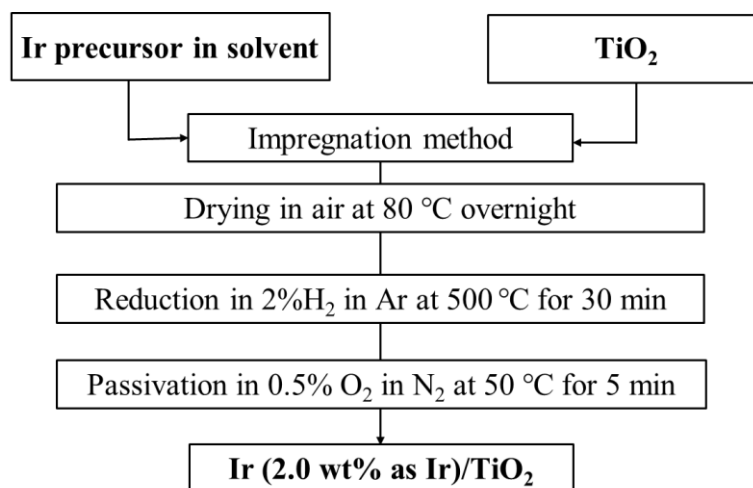 Ir precursor in solvent
TiO₂
Impregnation method
Drying in air at 80 ℃ overnight
Reduction in 2%H₂ in Ar at 500 ℃ for 30 min
Passivation in 0.5% O₂ in N₂ at 50 ℃ for 5 min
Ir (2.0 wt% as Ir)/TiO₂